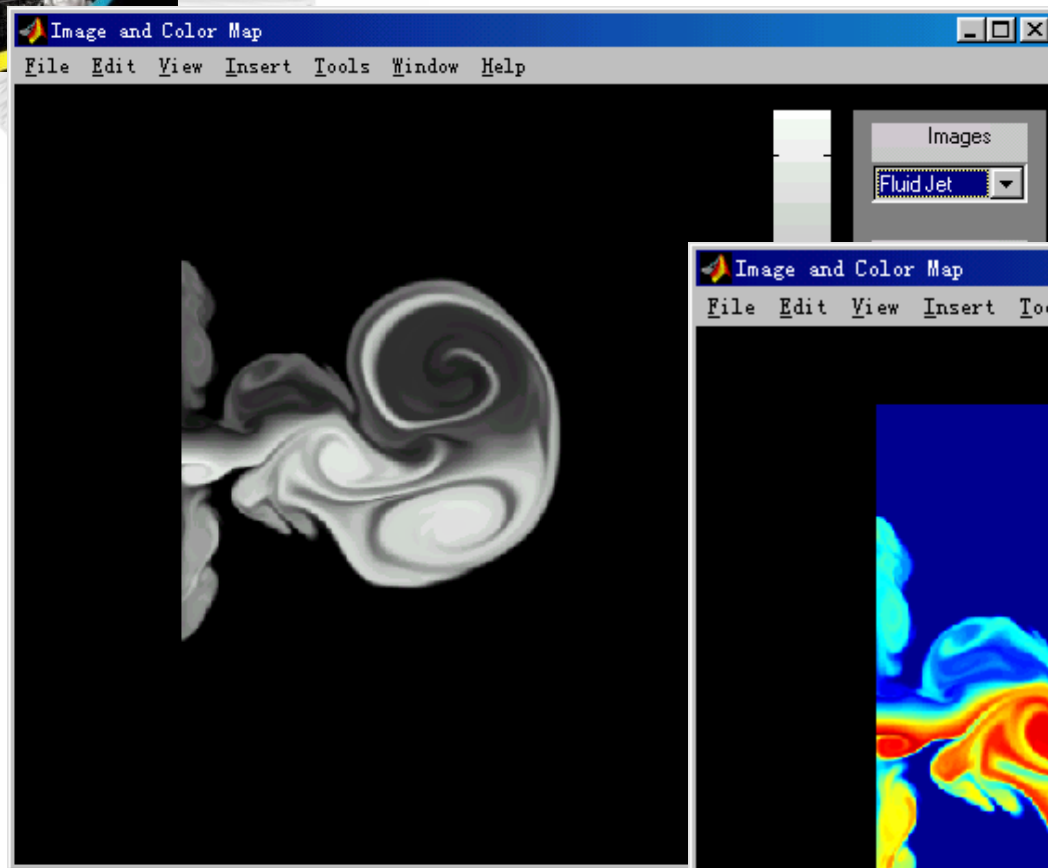 Image and Color Map
File Edit View Insert Tools Window Help
Images
Fluid Jet
Image and Color Map
File Edit View Insert